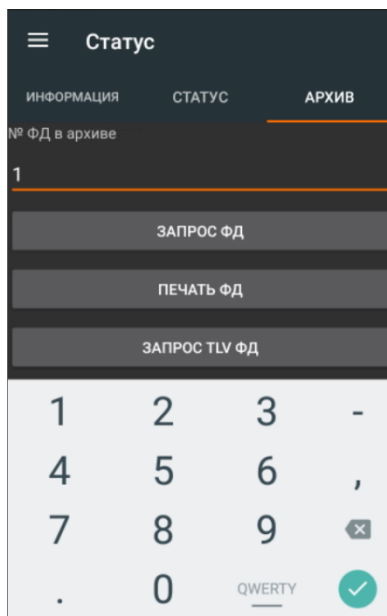 Статус
ИНФОРМАЦИЯ СТАТУС АРХИВ
№ ФД в архиве
1
ЗАПРОС ФД
ПЕЧАТЬ ФД
ЗАПРОС TLV ФД
1 2 3 -
4 5 6 ,
7 8 9
. 0 QWERTY